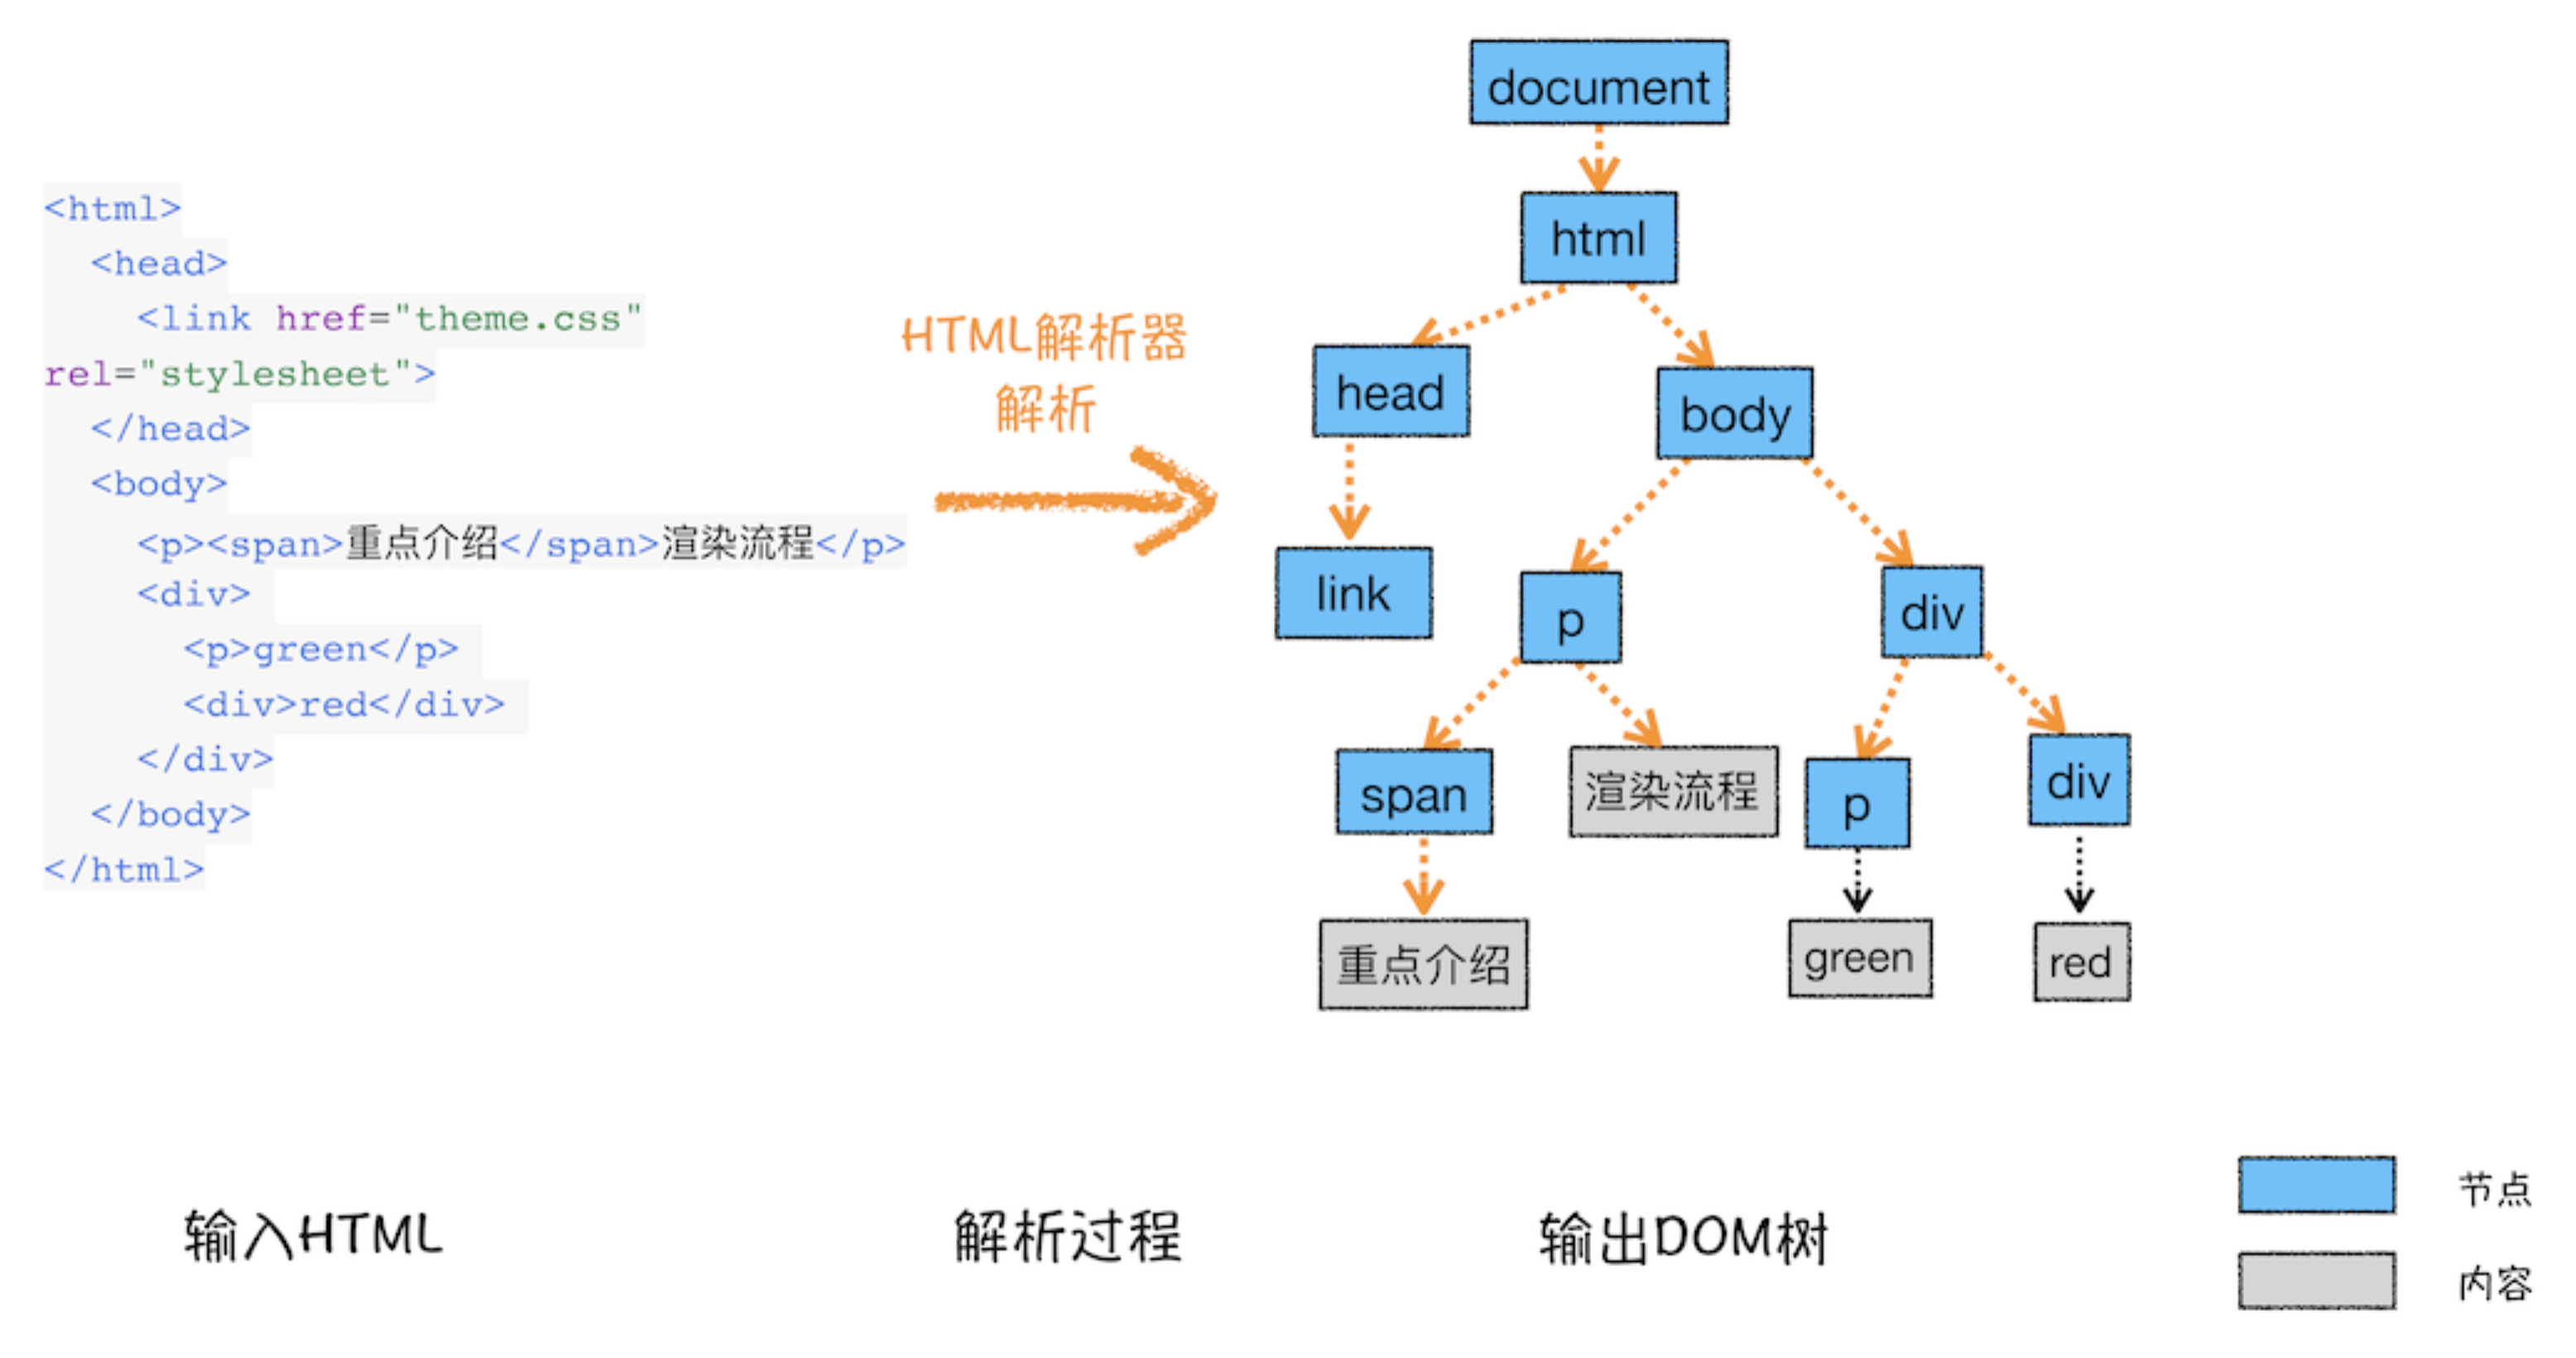 <html>
<head>
<link href="theme.css"
rel="stylesheet">
</head>
<body>
<p><span>重点介绍</span>渲染流程</p>
<div>
<p>green</p>
<div>red</div>
</div>
</body>
</html>
HTML解析器
解析
document
html
head
body
link
p
div
span
渲染流程
p
div
重点介绍
green
red
输入HTML
解析过程
输出DOM树
节点
内容